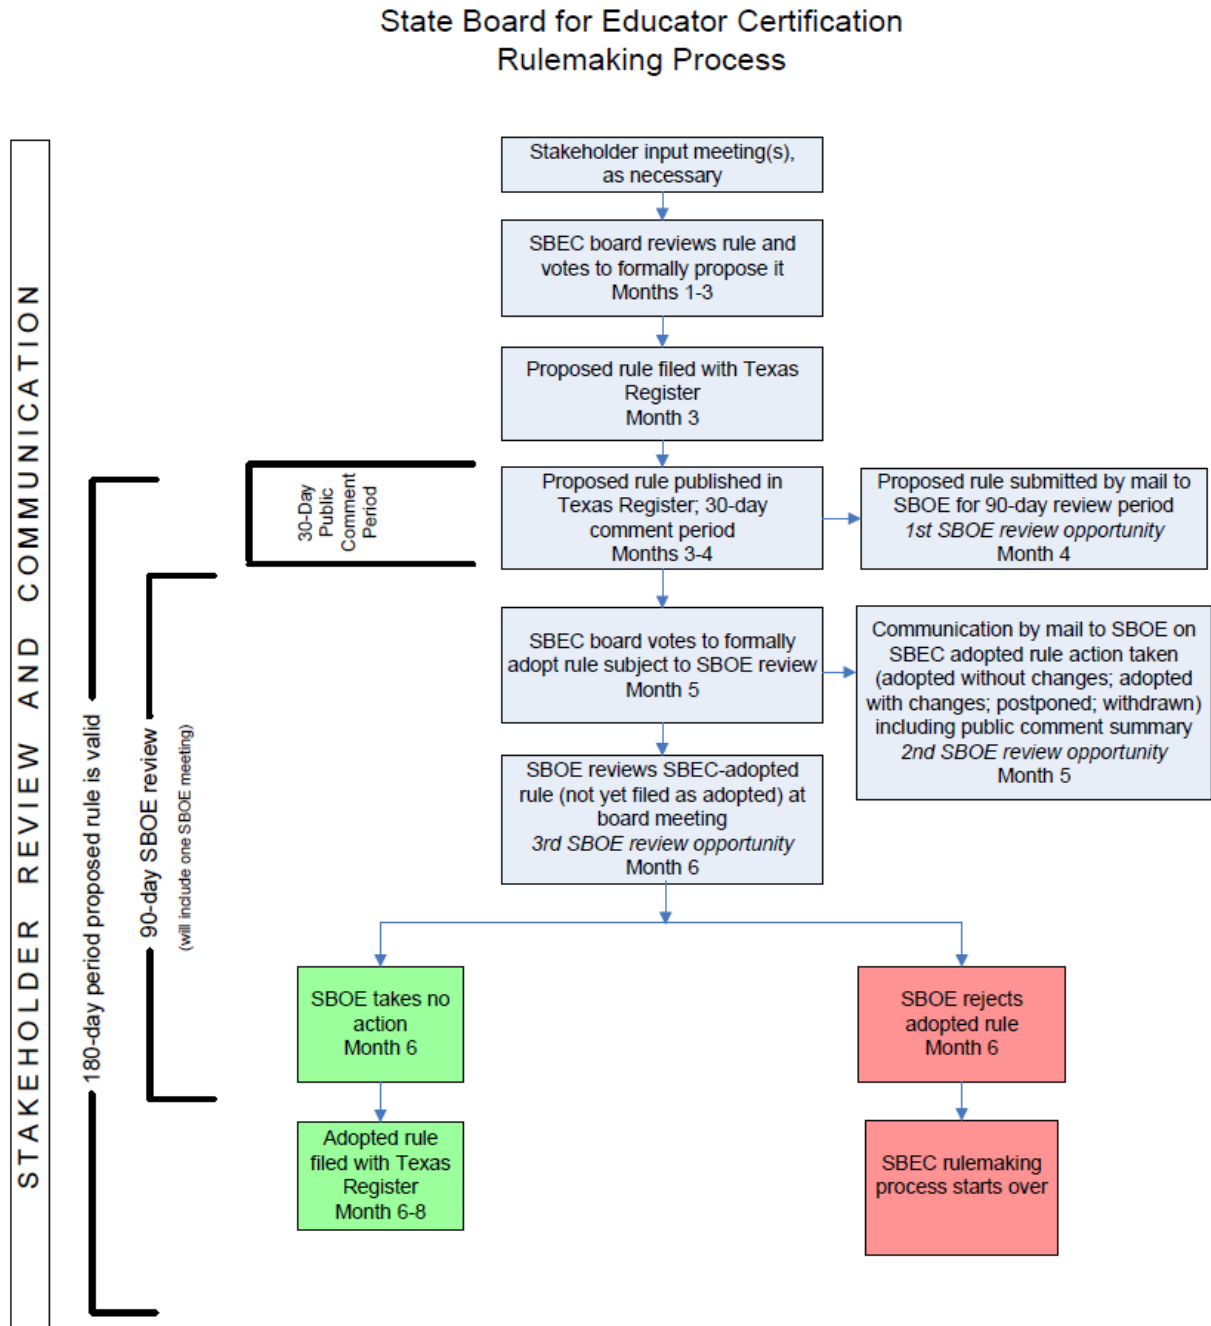 State Board for Educator Certification
Rulemaking Process
STAKEHOLDER REVIEW AND COMMUNICATION
Stakeholder input meeting(s),
as necessary
SBEC board reviews rule and
votes to formally propose it
Months 1-3
Proposed rule filed with Texas
Register
Month 3
180-day period proposed rule is valid
90-day SBOE review
(will include one SBOE meeting)
30-Day
Public
Comment
Period
Proposed rule published in
Texas Register; 30-day
comment period
Months 3-4
Proposed rule submitted by mail to
SBOE for 90-day review period
1st SBOE review opportunity
Month 4
SBEC board votes to formally
adopt rule subject to SBOE review
Month 5
Communication by mail to SBOE on
SBEC adopted rule action taken
(adopted without changes; adopted
with changes; postponed; withdrawn)
including public comment summary
2nd SBOE review opportunity
Month 5
SBOE reviews SBEC-adopted
rule (not yet filed as adopted) at
board meeting
3rd SBOE review opportunity
Month 6
SBOE takes no
action
Month 6
SBOE rejects
adopted rule
Month 6
Adopted rule
filed with Texas
Register
Month 6-8
SBEC rulemaking
process starts over